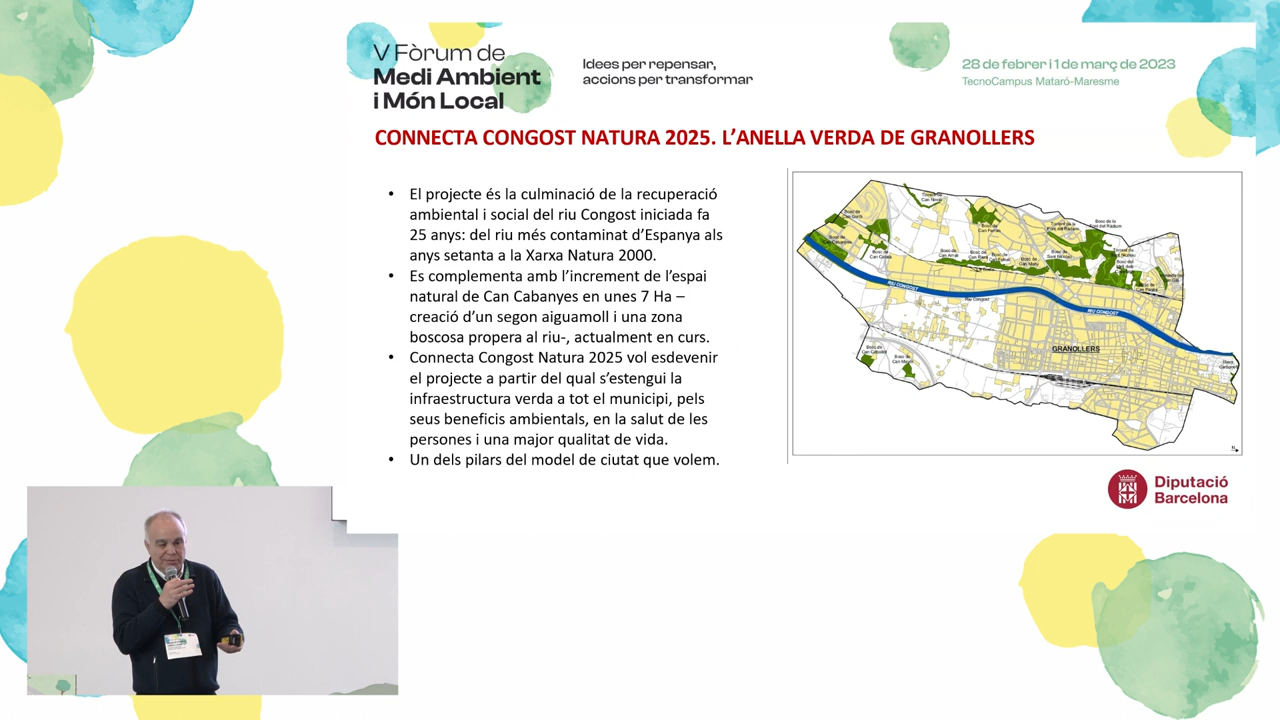 V Fòrum de
Medi Ambient
i Món Local
Idees per repensar,
accions per transformar
28 de febrer i 1 de març de 2023
TecnoCampus Mataró-Maresme
CONNECTA CONGOST NATURA 2025. L'ANELLA VERDA DE GRANOLLERS
• El projecte és la culminació de la recuperació
ambiental i social del riu Congost iniciada fa
25 anys: del riu més contaminat d'Espanya als
anys setanta a la Xarxa Natura 2000.
• Es complementa amb l'increment de l'espai
natural de Can Cabanyes en unes 7 Ha –
creació d'un segon aiguamoll i una zona
boscosa propera al riu-, actualment en curs.
• Connecta Congost Natura 2025 vol esdevenir
el projecte a partir del qual s'estengui la
infraestructura verda a tot el municipi, pels
seus beneficis ambientals, en la salut de les
persones i una major qualitat de vida.
• Un dels pilars del model de ciutat que volem.
RIU CONGOST
Riu Congost
RIU CONGOST
GRANOLLERS
Diputació
Barcelona